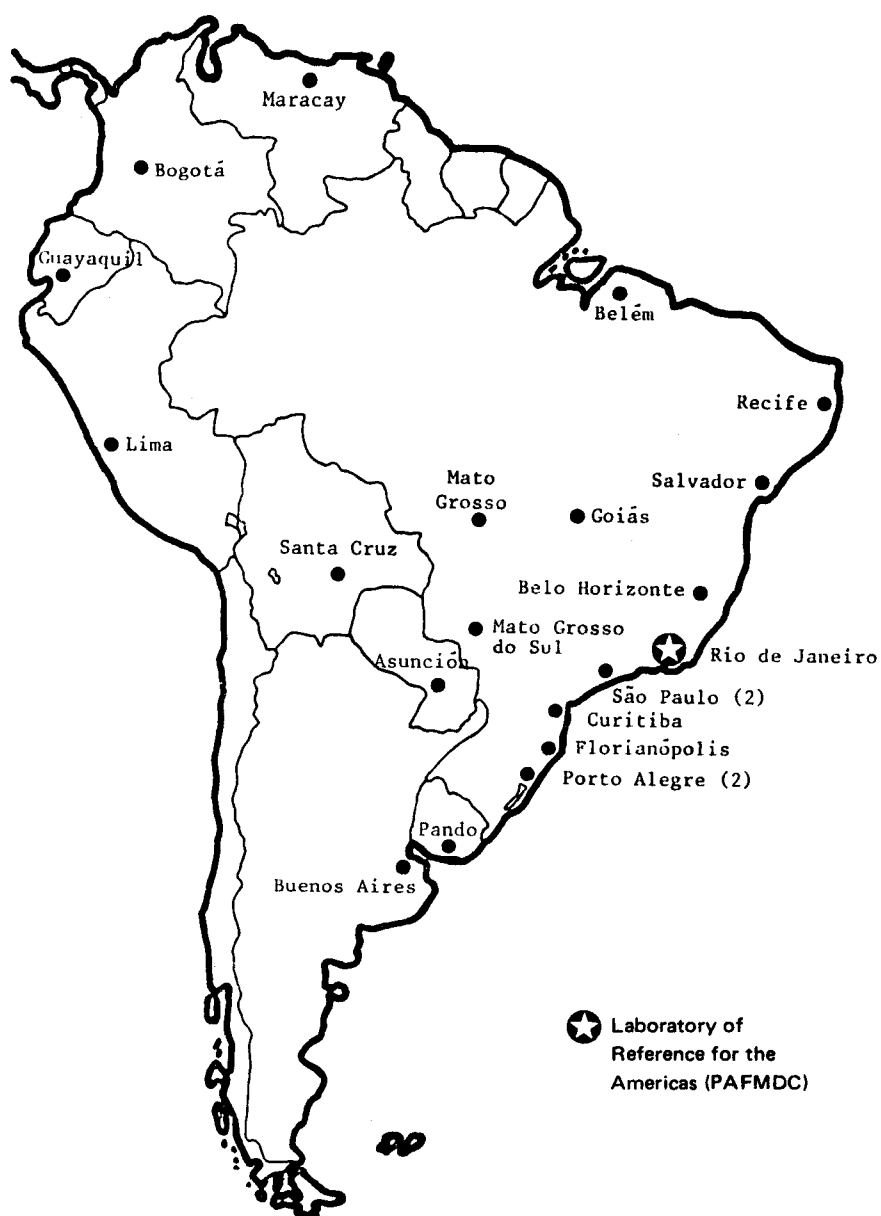 Maracay
Bogotá
Guayaquil
Belém
Recife
Lima
Salvador
Mato
Grosso
Goiás
Santa Cruz
Belo Horizonte
Mato Grosso
do Sul
Rio de Janeiro
Asunción
São Paulo (2)
Curitiba
Florianópolis
Porto Alegre (2)
Pando
Buenos Aires
Laboratory of
Reference for the
Americas (PAFMDC)